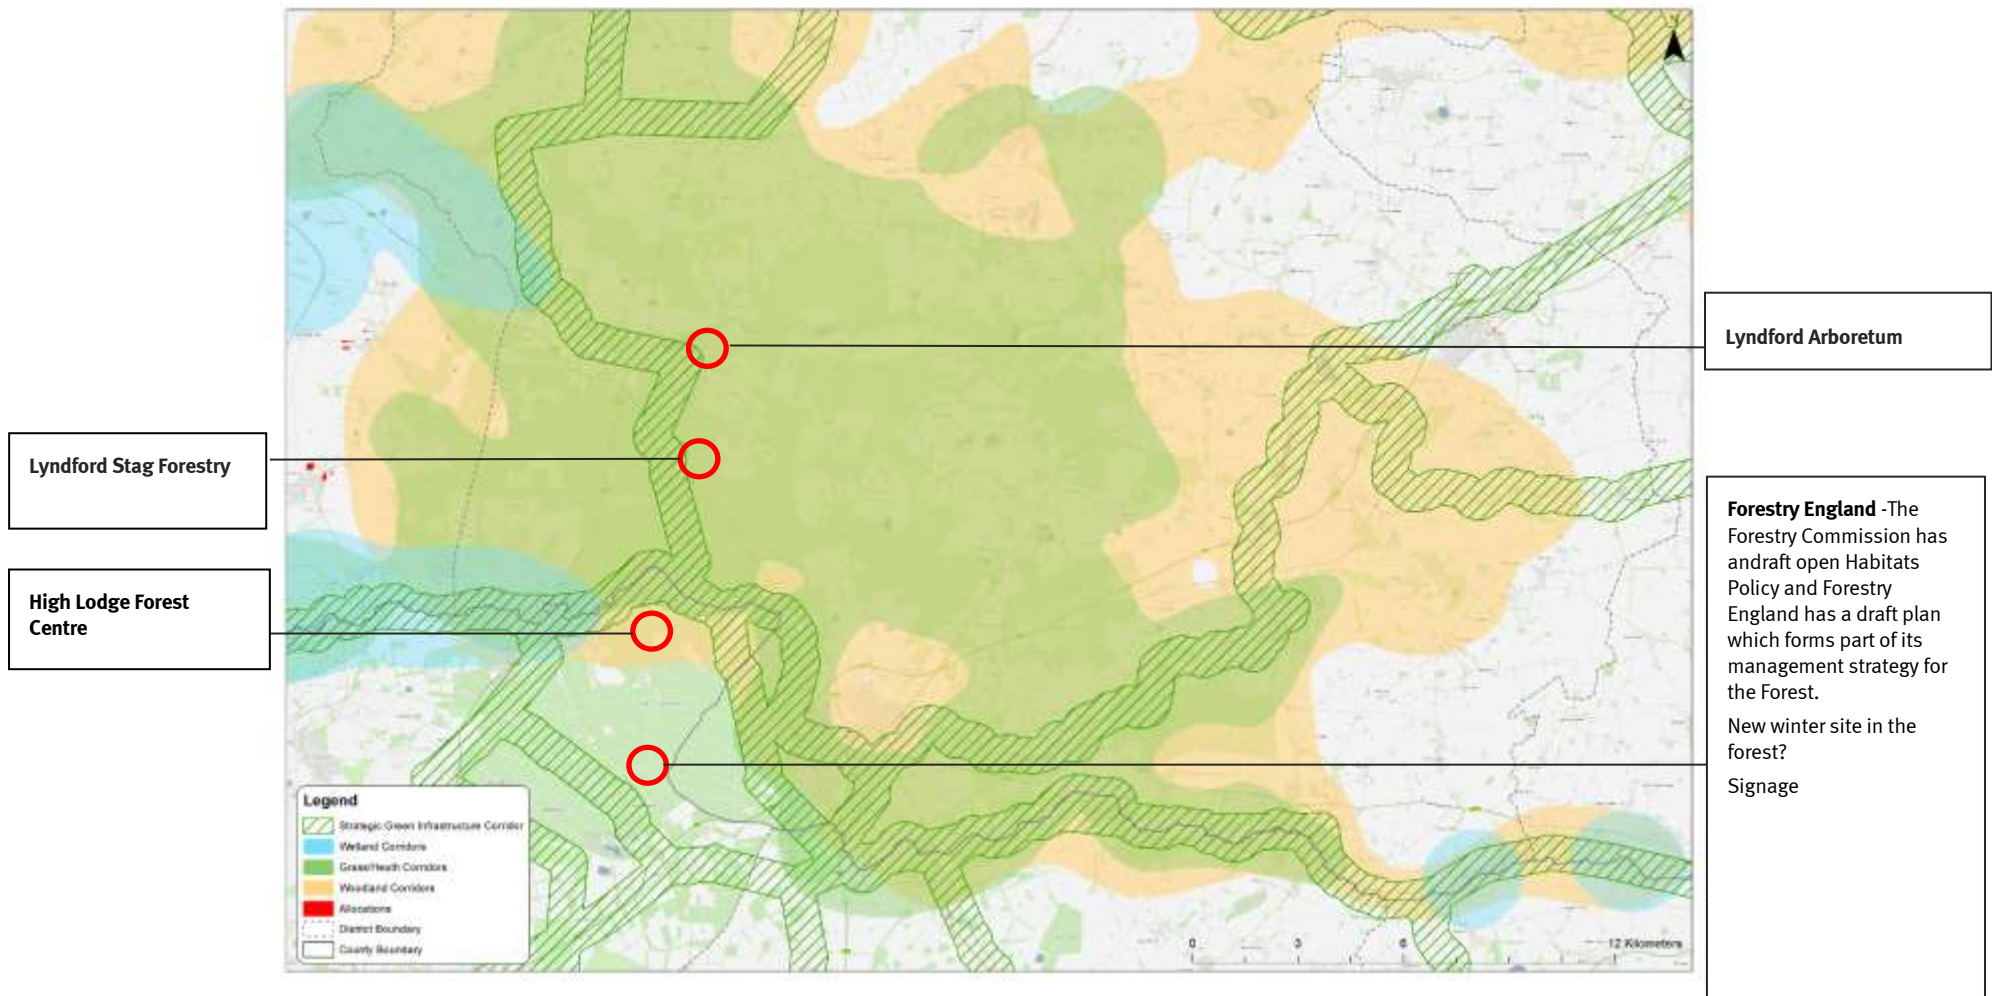 Lyndford Arboretum
Lyndford Stag Forestry
High Lodge Forest
Centre
Forestry England -The
Forestry Commission has
andraft open Habitats
Policy and Forestry
England has a draft plan
which forms part of its
management strategy for
the Forest.
New winter site in the
forest?
Signage
Legend
Strategic Green Infrastructure Corridor
Wetland Corridors
Grass/Heath Corridors
Woodland Corridors
Allocations
District Boundary
County Boundary
0 3 6 12 Kilometers